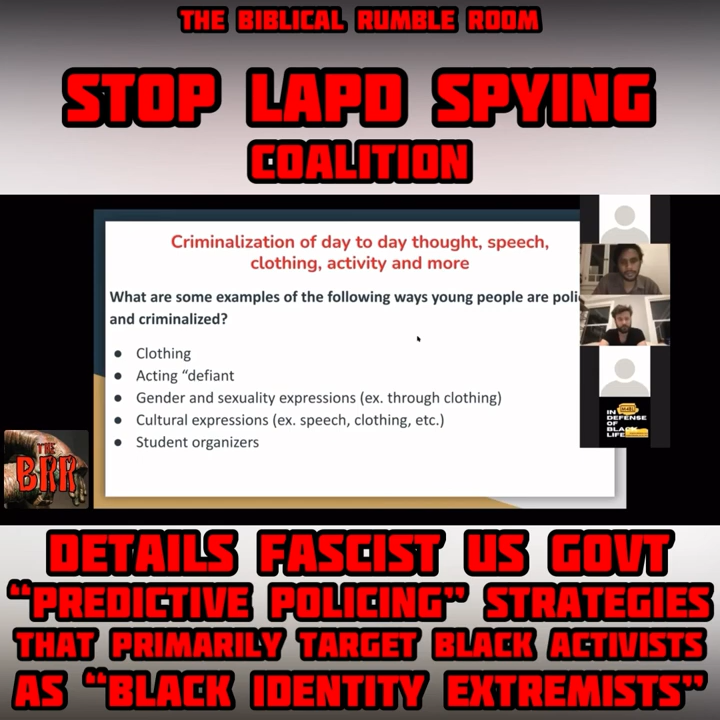 THE BIBLICAL RUMBLE ROOM
STOP LAPD SPYING
COALITION
Criminalization of day to day thought, speech,
clothing, activity and more
What are some examples of the following ways young people are poli
and criminalized?
● Clothing
● Acting “defiant
● Gender and sexuality expressions (ex. through clothing)
● Cultural expressions (ex. speech, clothing, etc.)
● Student organizers
IN
DEFENSE
OF
BLACK
LIFE
THE
BRR
DETAILS FASCIST US GOVT
“PREDICTIVE POLICING” STRATEGIES
THAT PRIMARILY TARGET BLACK ACTIVISTS
AS “BLACK IDENTITY EXTREMISTS”